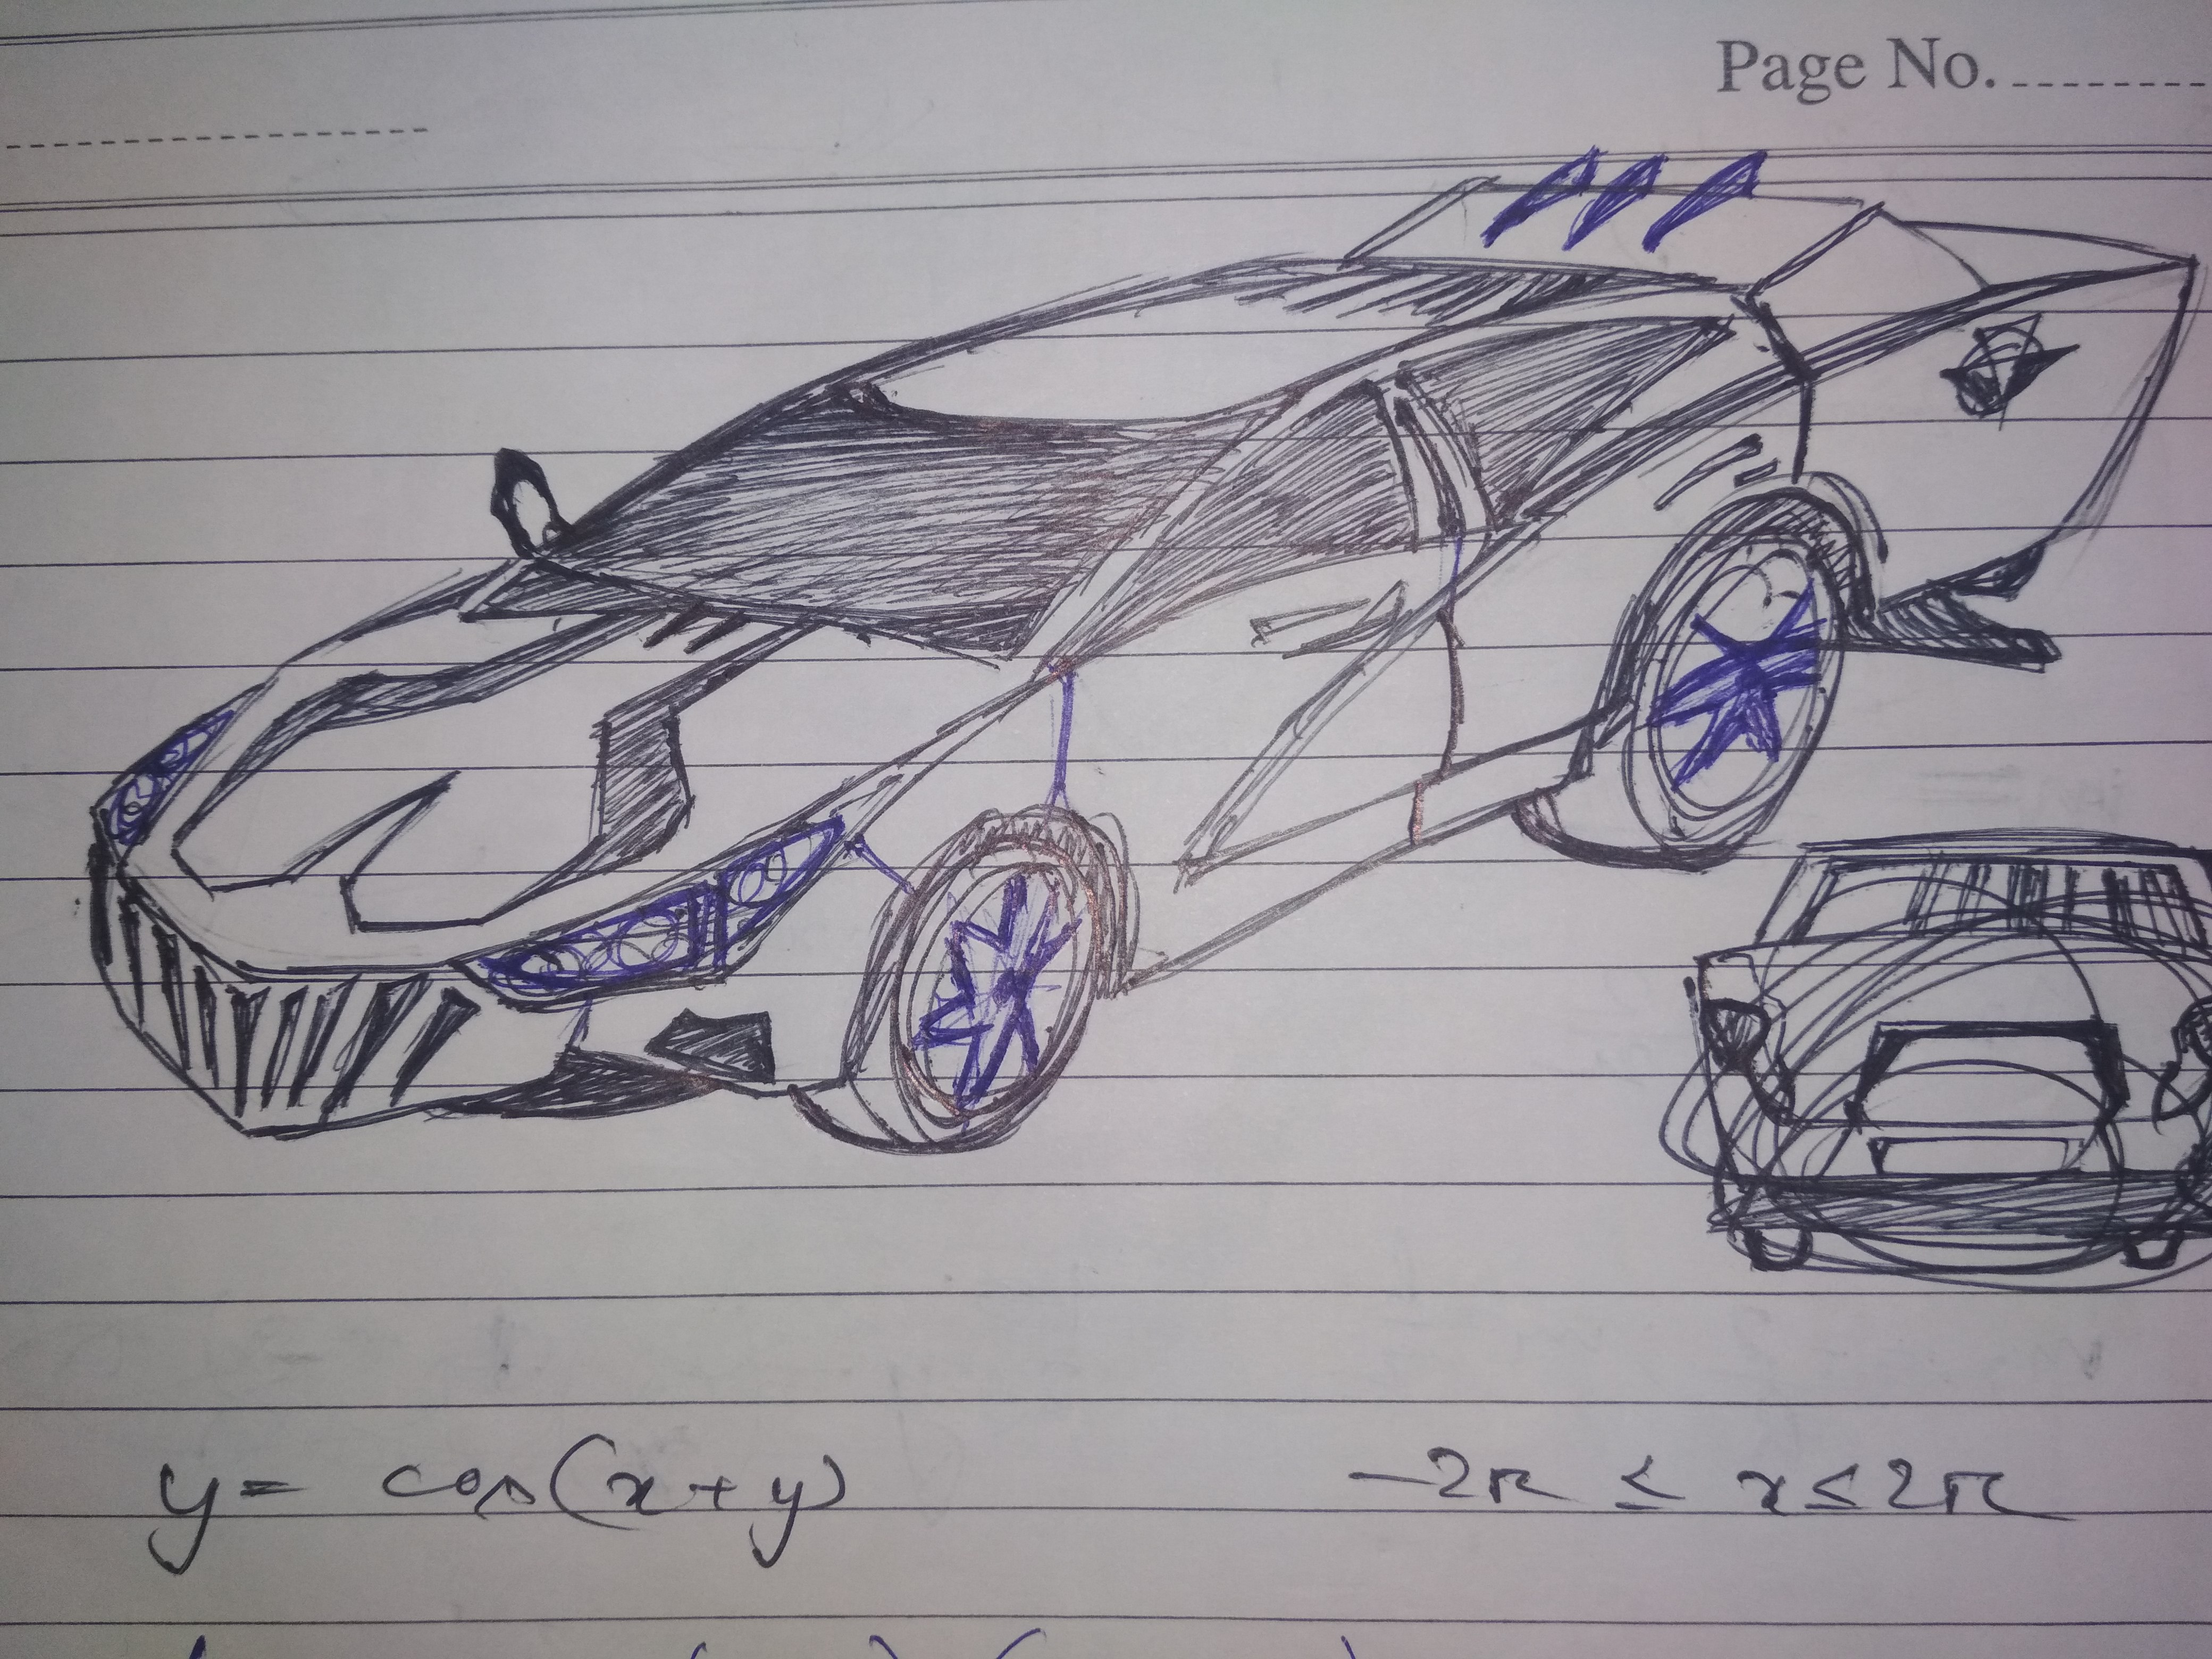 Page No.
y = cos(x+y) -2π ≤ x ≤ 2π